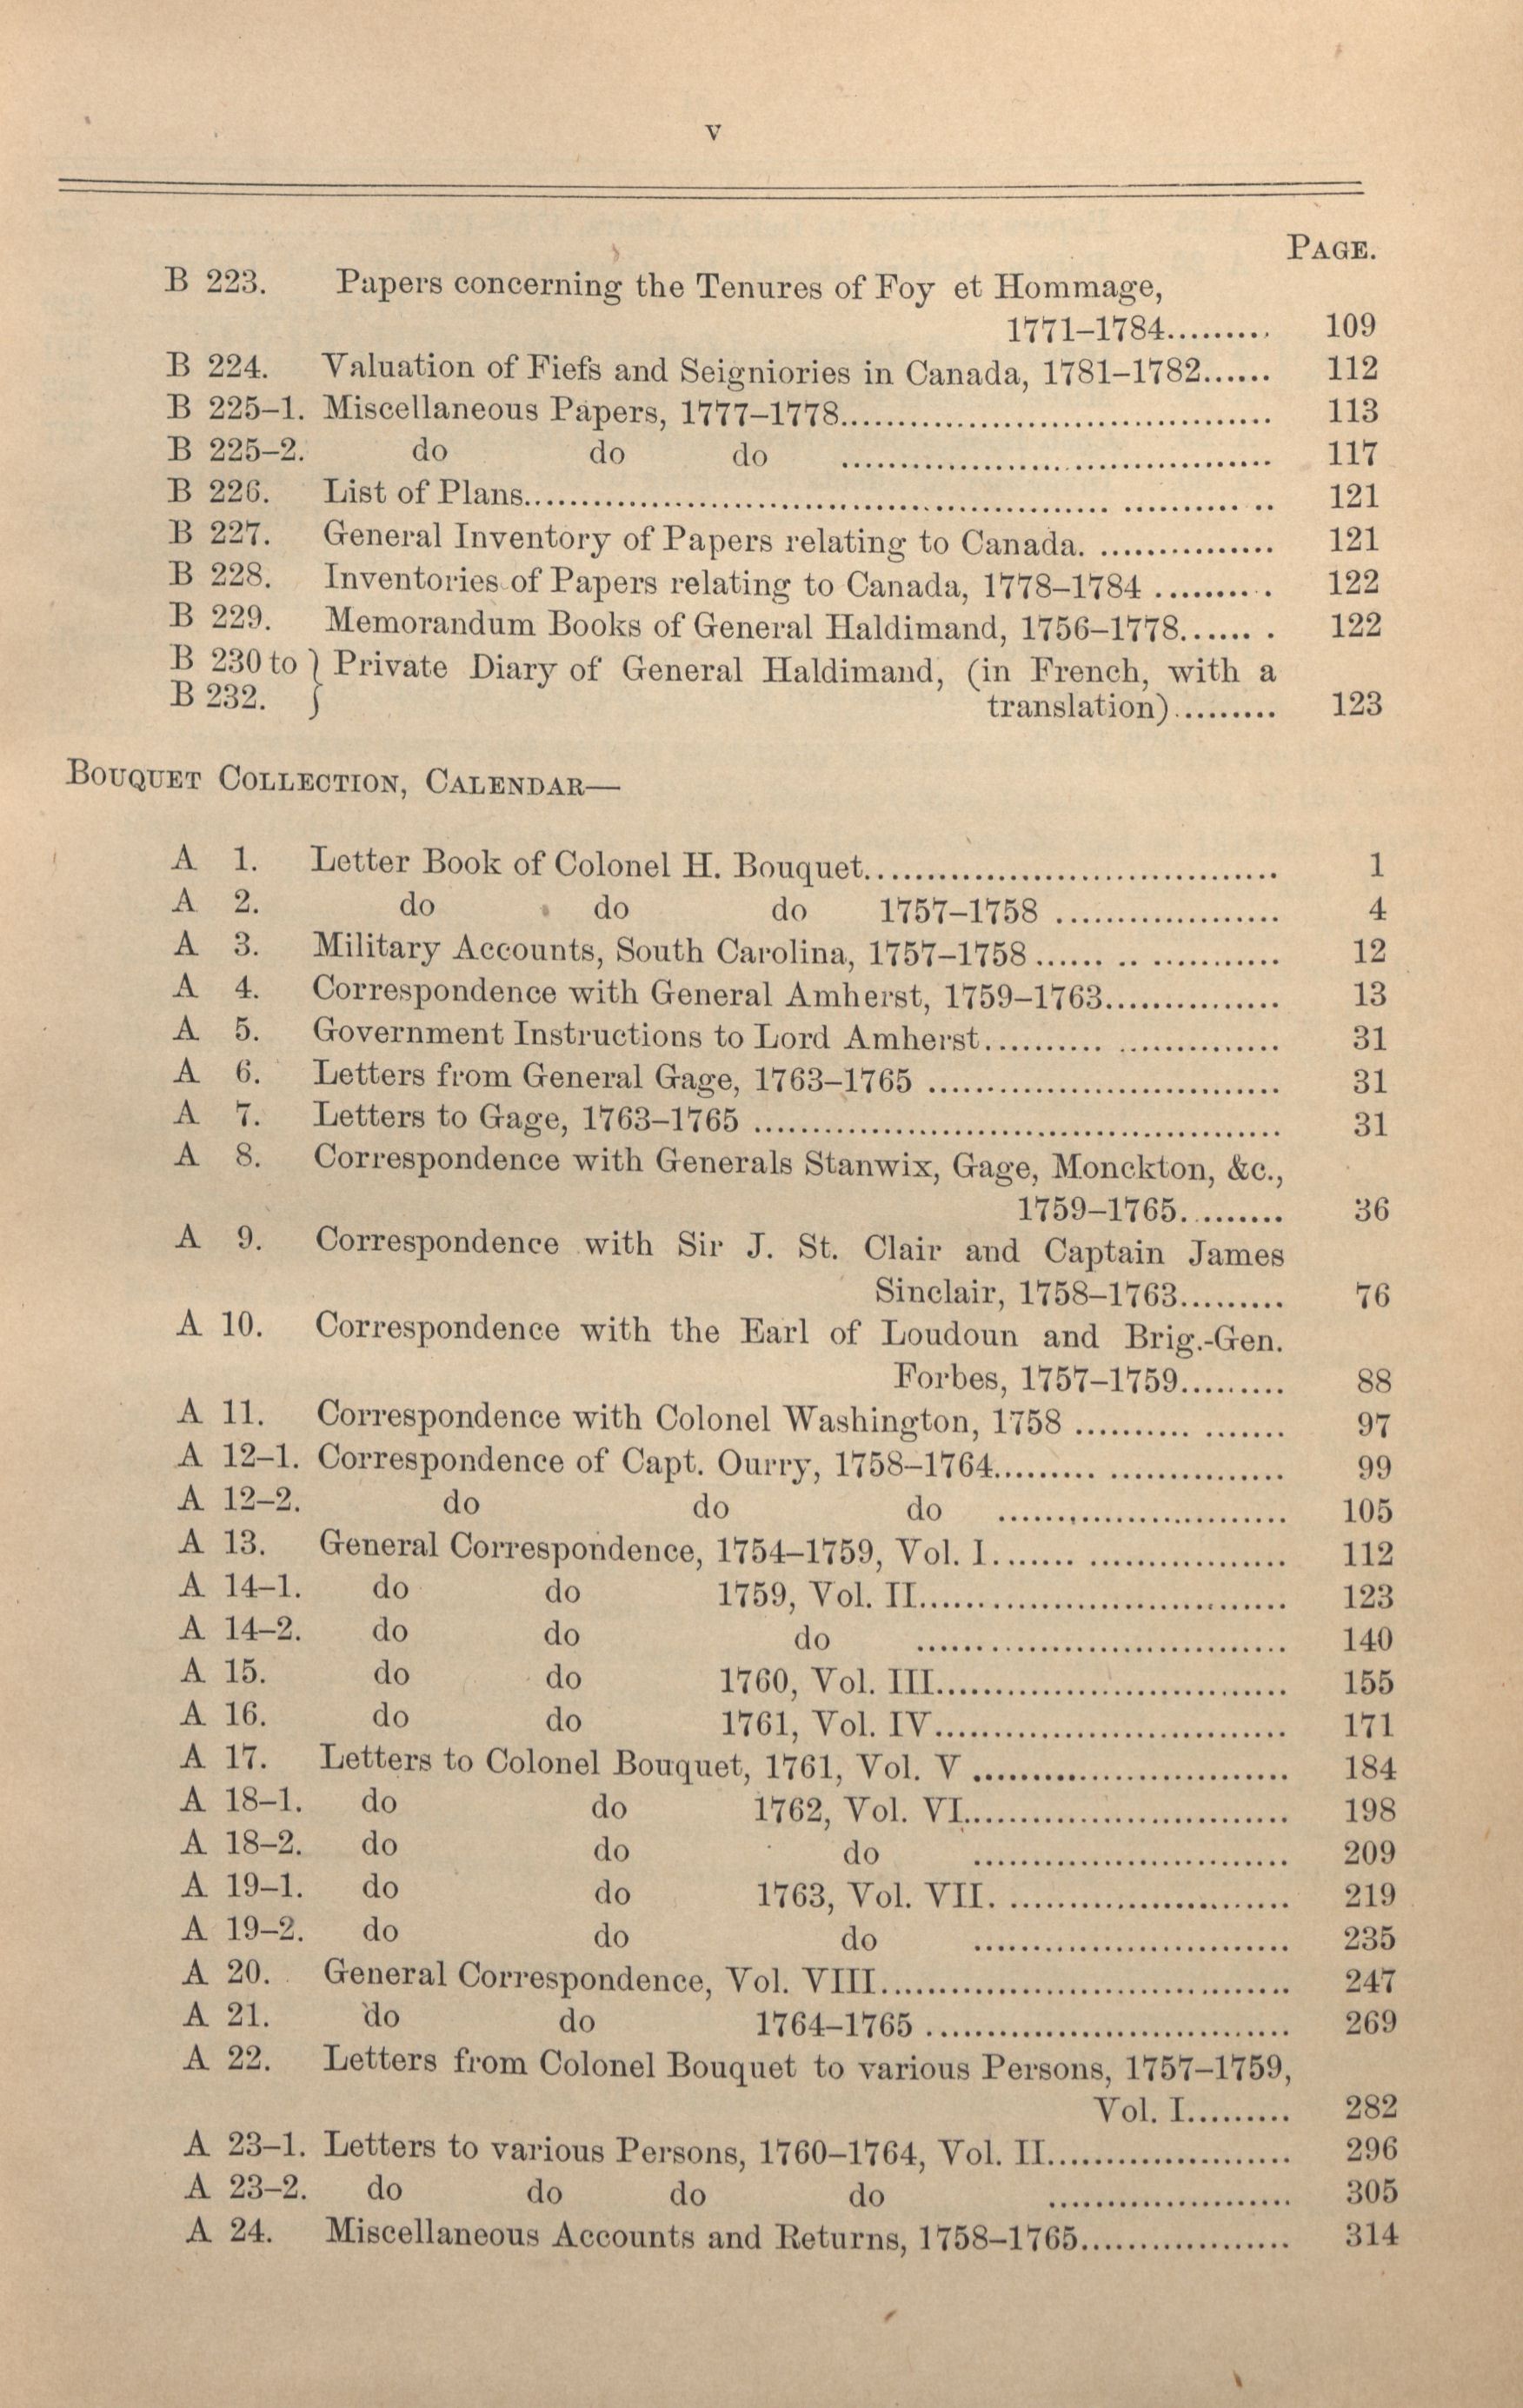 v
PAGE.
B 223. Papers concerning the Tenures of Foy et Hommage,
1771–1784......... 109
B 224. Valuation of Fiefs and Seigniories in Canada, 1781–1782...... 112
B 225–1. Miscellaneous Papers, 1777–1778.................................... 113
B 225–2. do do do .................................... 117
B 226. List of Plans............................................................ 121
B 227. General Inventory of Papers relating to Canada. ............... 121
B 228. Inventories of Papers relating to Canada, 1778–1784 .......... 122
B 229. Memorandum Books of General Haldimand, 1756–1778....... . 122
B 230 to } Private Diary of General Haldimand, (in French, with a
B 232. } translation)......... 123
BOUQUET COLLECTION, CALENDAR—
A 1. Letter Book of Colonel H. Bouquet................................... 1
A 2. do do do 1757–1758 ................... 4
A 3. Military Accounts, South Carolina, 1757–1758...... .. ........... 12
A 4. Correspondence with General Amherst, 1759–1763............... 13
A 5. Government Instructions to Lord Amherst.......... .............. 31
A 6. Letters from General Gage, 1763–1765 .............................. 31
A 7. Letters to Gage, 1763–1765 ............................................. 31
A 8. Correspondence with Generals Stanwix, Gage, Monckton, &c.,
1759–1765.......... 36
A 9. Correspondence with Sir J. St. Clair and Captain James
Sinclair, 1758–1763......... 76
A 10. Correspondence with the Earl of Loudoun and Brig.-Gen.
Forbes, 1757–1759......... 88
A 11. Correspondence with Colonel Washington, 1758 .......... ....... 97
A 12–1. Correspondence of Capt. Ourry, 1758–1764......... ............... 99
A 12–2. do do do ........................ 105
A 13. General Correspondence, 1754–1759, Vol. I........ ................. 112
A 14–1. do do 1759, Vol. II............................... 123
A 14–2. do do do ............................... 140
A 15. do do 1760, Vol. III.............................. 155
A 16. do do 1761, Vol. IV.............................. 171
A 17. Letters to Colonel Bouquet, 1761, Vol. V ........................... 184
A 18–1. do do 1762, Vol. VI............................ 198
A 18–2. do do do ........................... 209
A 19–1. do do 1763, Vol. VII. ........................ 219
A 19–2. do do do ........................... 235
A 20. General Correspondence, Vol. VIII................................... 247
A 21. do do 1764–1765 ............................... 269
A 22. Letters from Colonel Bouquet to various Persons, 1757–1759,
Vol. I......... 282
A 23–1. Letters to various Persons, 1760–1764, Vol. II..................... 296
A 23–2. do do do do ..................... 305
A 24. Miscellaneous Accounts and Returns, 1758–1765.................. 314